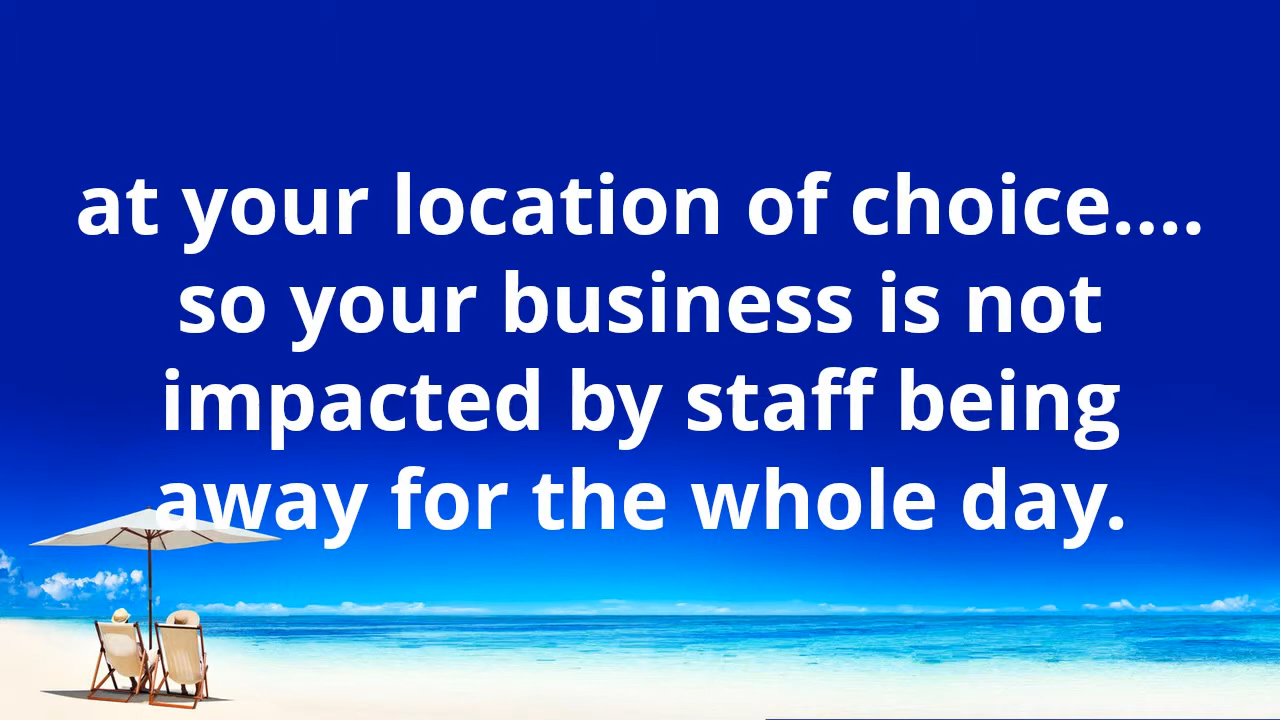 at your location of choice....
so your business is not
impacted by staff being
away for the whole day.